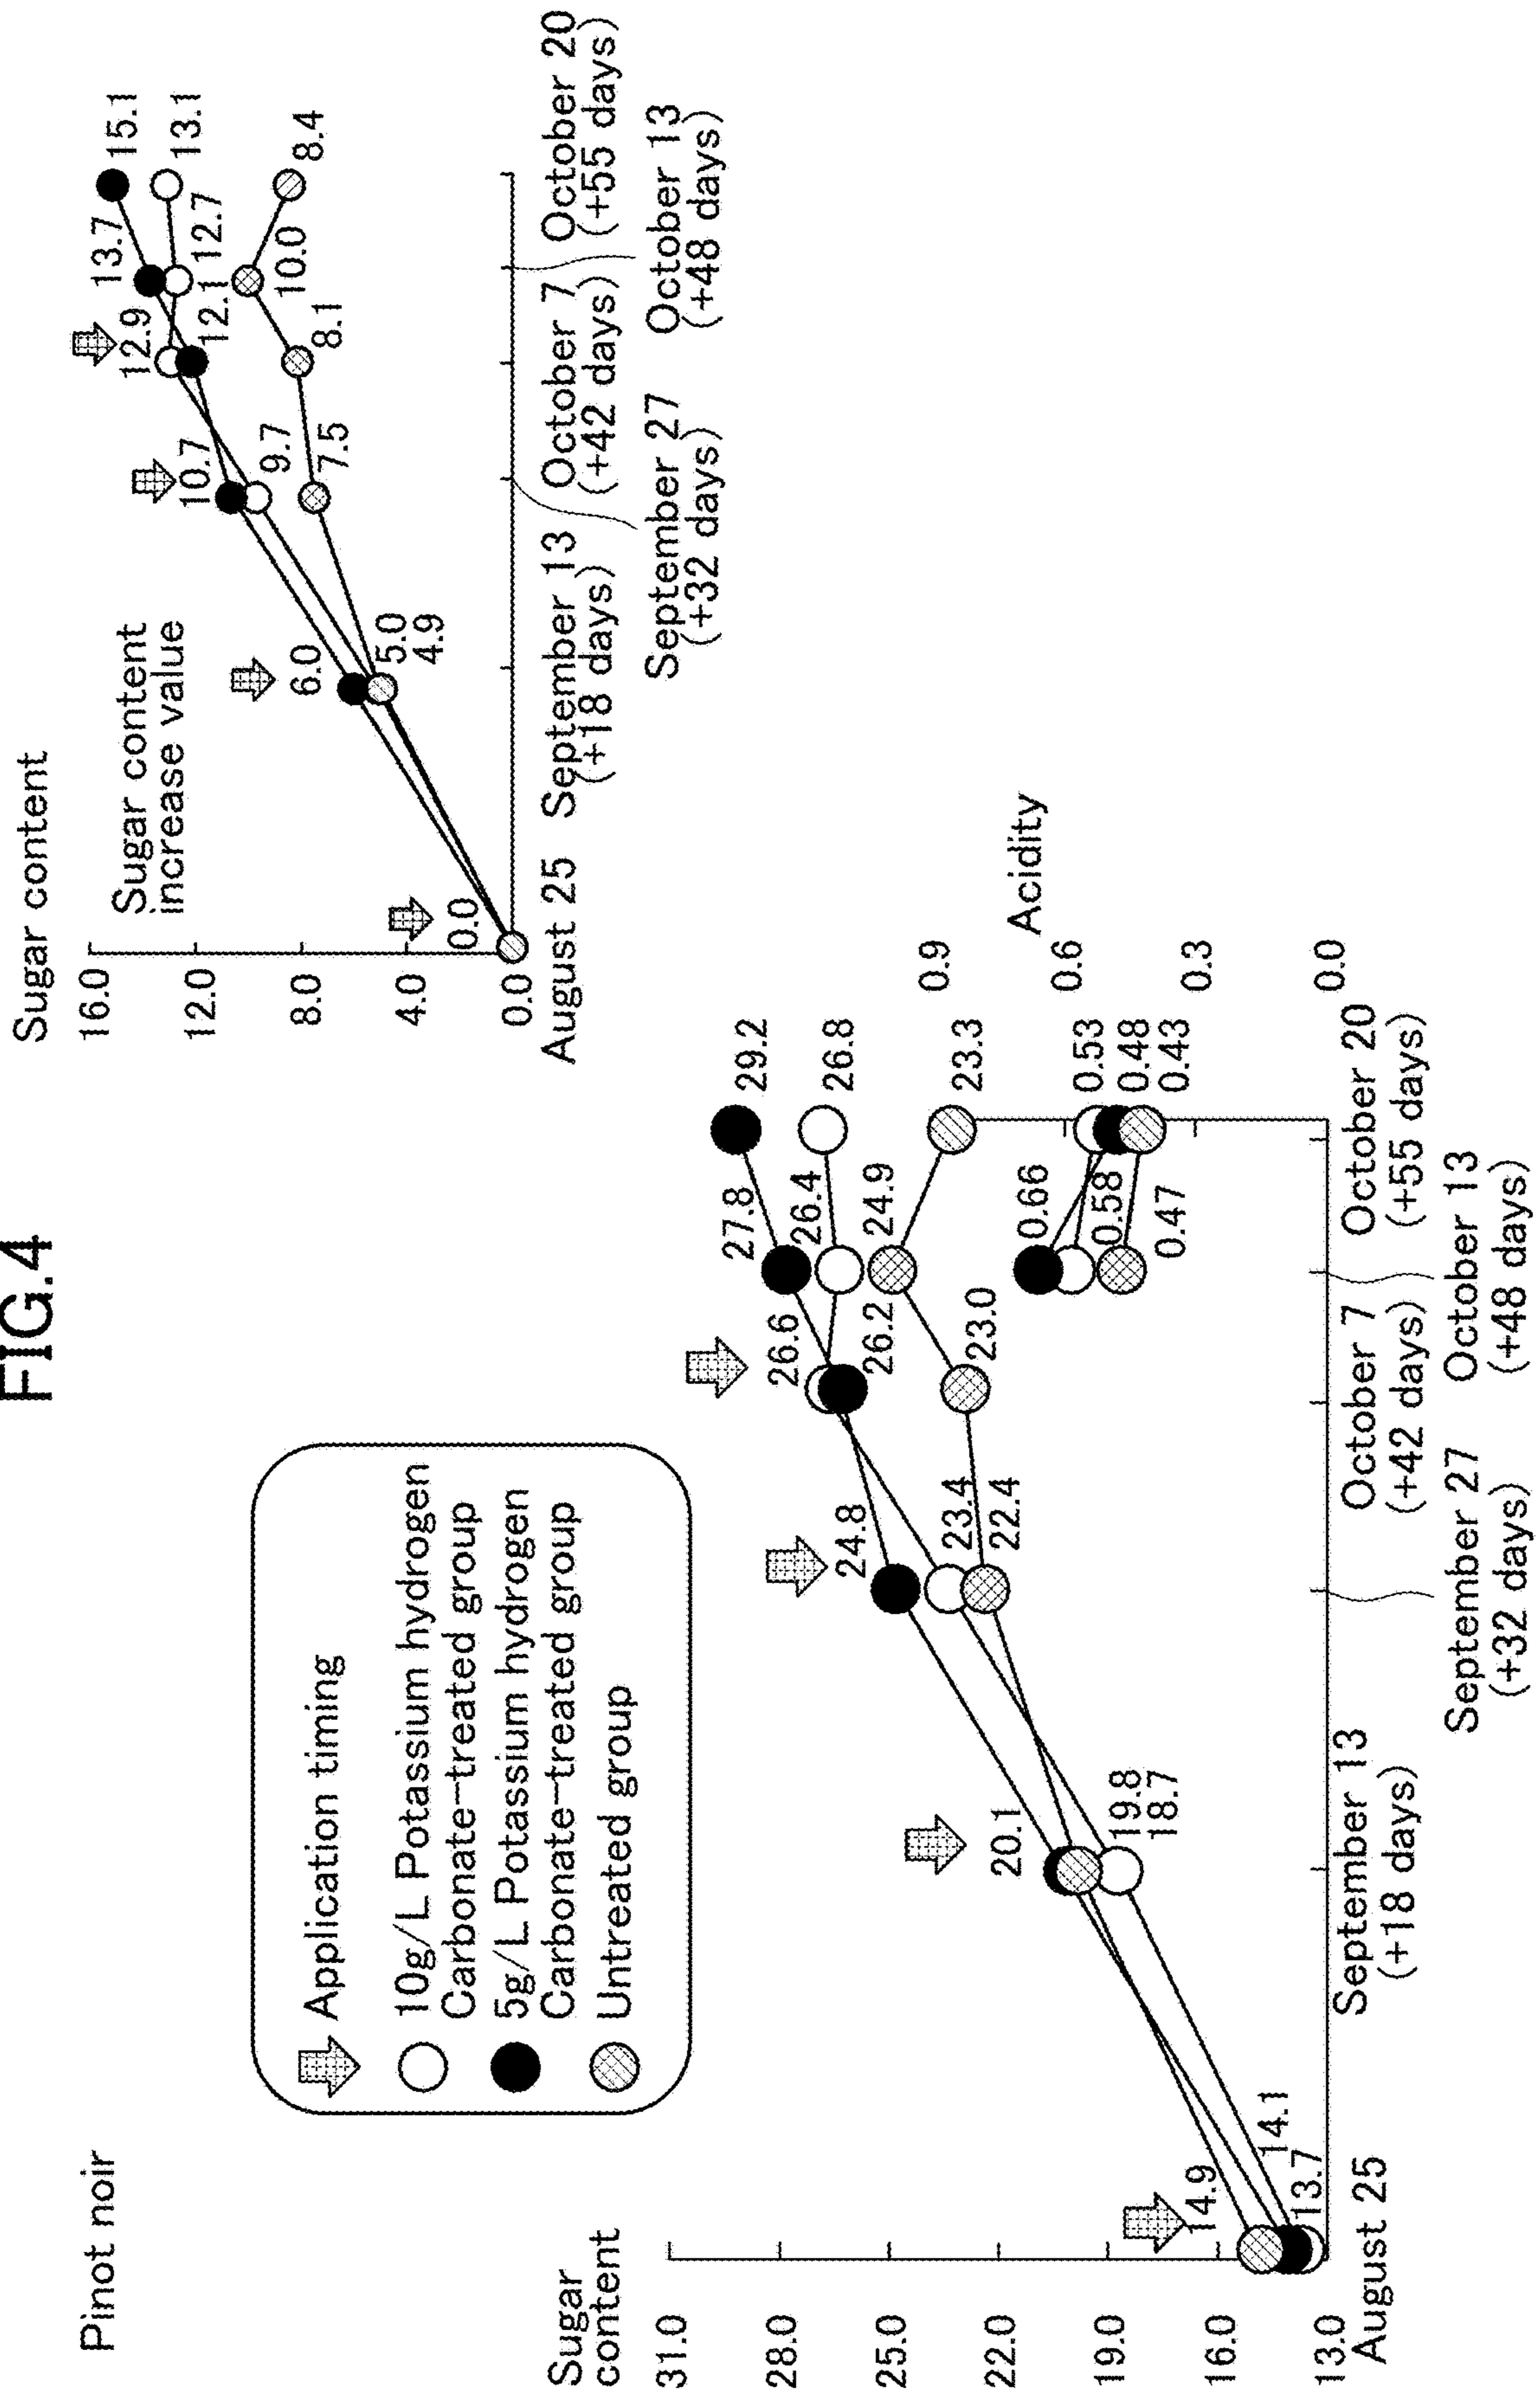 FIG.4
Pinot noir
Application timing
10g/L Potassium hydrogen
Carbonate-treated group
5g/L Potassium hydrogen
Carbonate-treated group
Untreated group
Sugar
content
31.0
28.0
25.0
22.0
19.0
16.0
13.0
14.9
14.1
13.7
20.1
19.8
18.7
24.8
23.4
22.4
26.6
26.2
23.0
27.8
26.4
24.9
29.2
26.8
23.3
0.66
0.58
0.47
0.53
0.48
0.43
Acidity
0.9
0.6
0.3
0.0
August 25
September 13
(+18 days)
September 27
(+32 days)
October 7
(+42 days)
October 13
(+48 days)
October 20
(+55 days)
Sugar content
Sugar content
increase value
16.0
12.0
8.0
4.0
0.0
0.0
6.0
5.0
4.9
10.7
9.7
7.5
12.9
12.1
8.1
13.7
12.7
10.0
15.1
13.1
8.4
August 25
September 13
(+18 days)
September 27
(+32 days)
October 7
(+42 days)
October 13
(+48 days)
October 20
(+55 days)